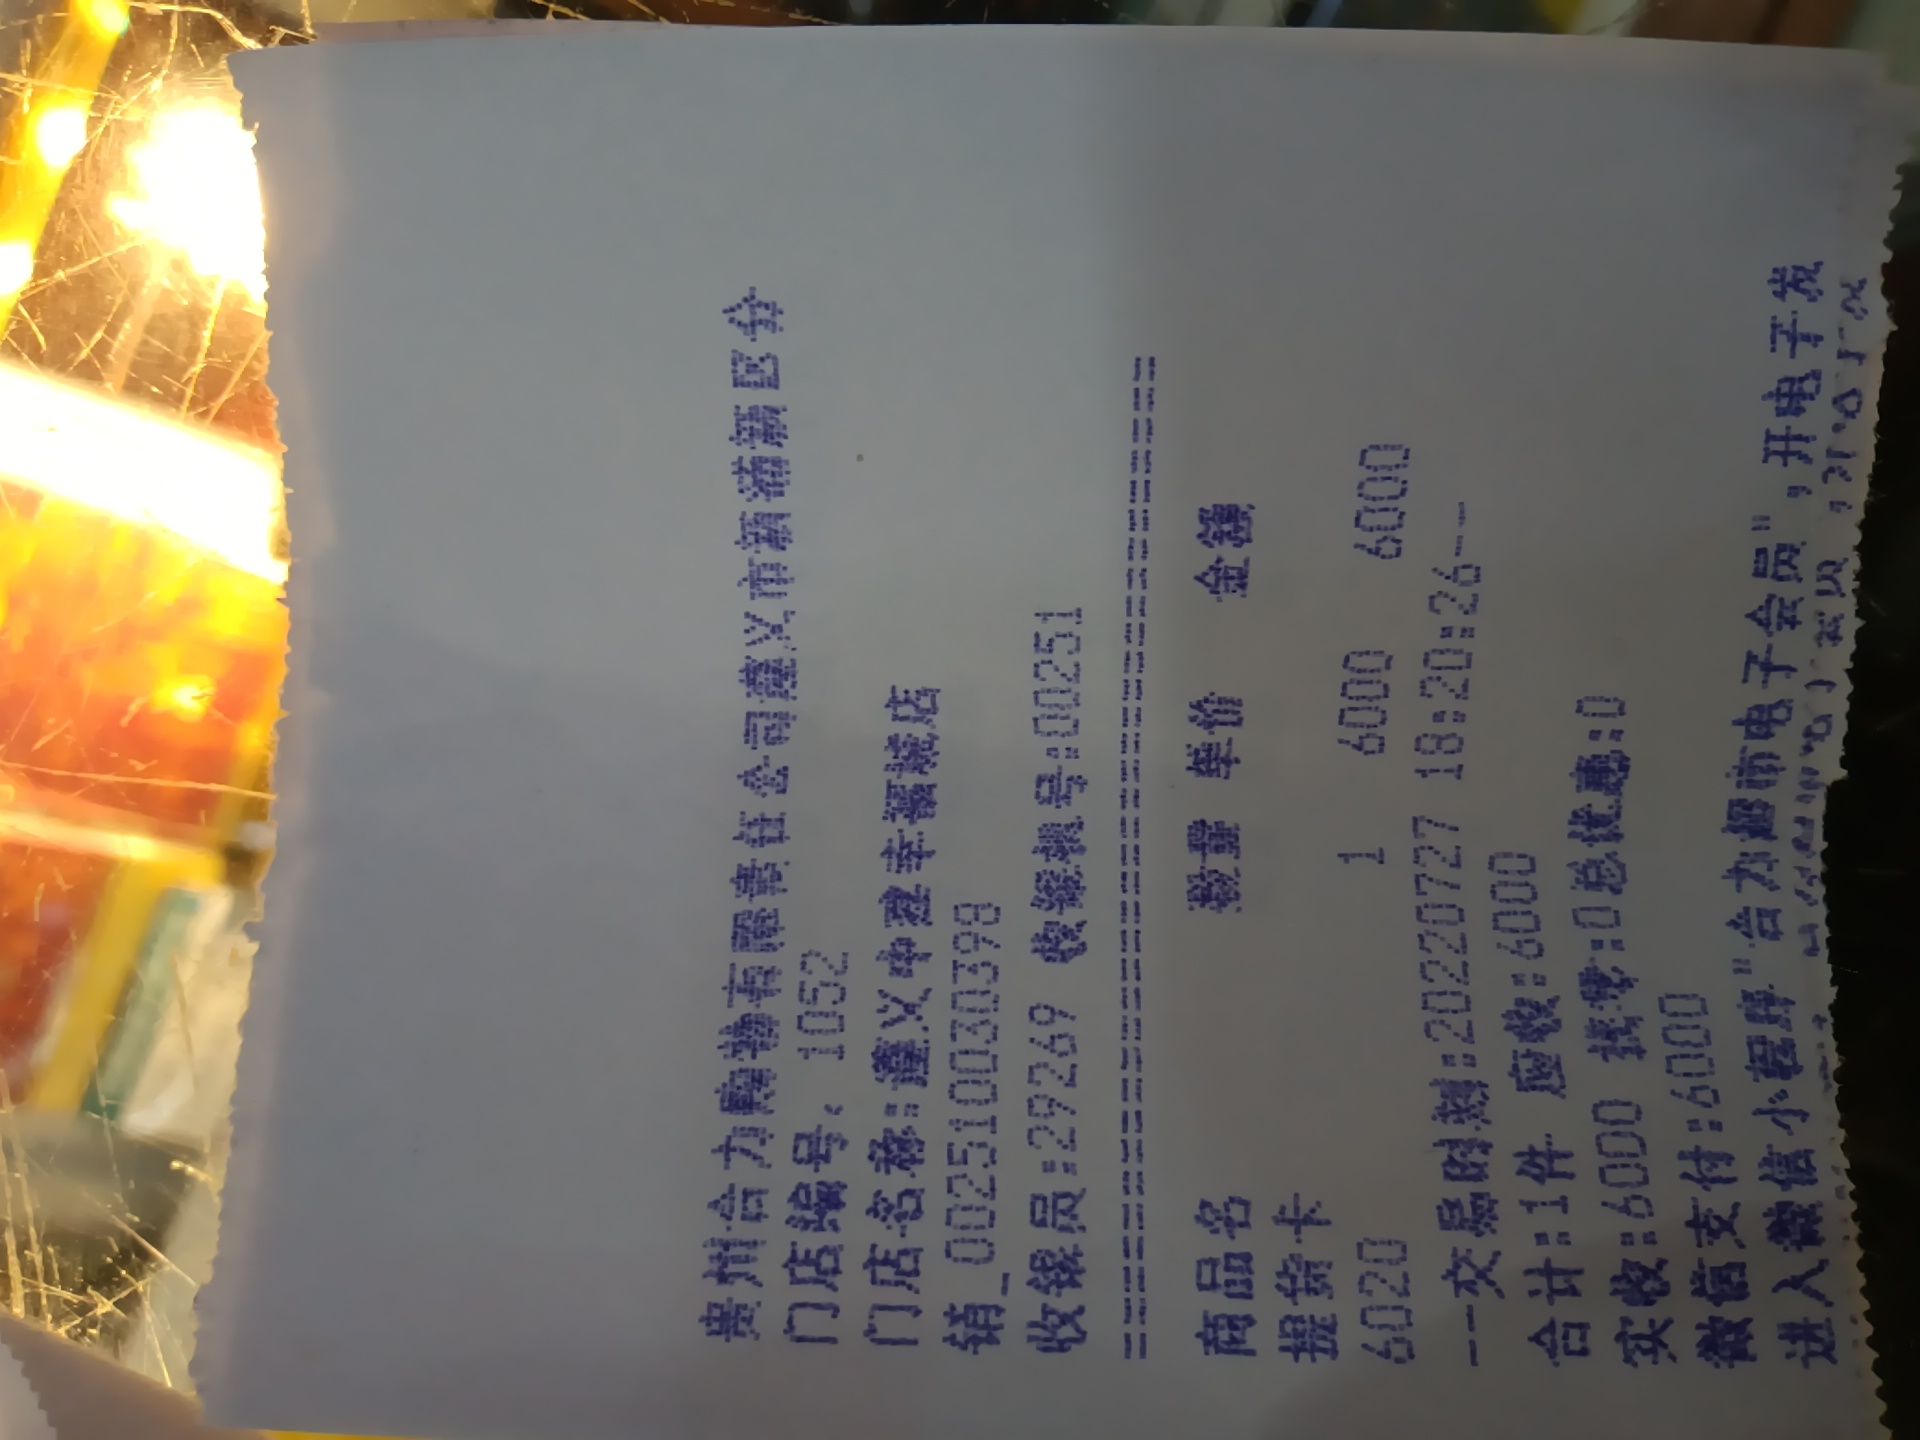 贵州合力购物有限责任公司遵义市新蒲新区分
门店编号. 1052
门店名称:遵义中建幸福城店
销_002510030398
收银员:29269 收银机号:00251
========================================
商品名 数量 单价 金额
提货卡
6020 1 6000 6000
--交易时刻:20220727 18:20:26--
合计:1件 应收:6000
实收:6000 找零:0总优惠:0
微信支付:6000
进入微信小程序"合力超市电子会员",开电子发